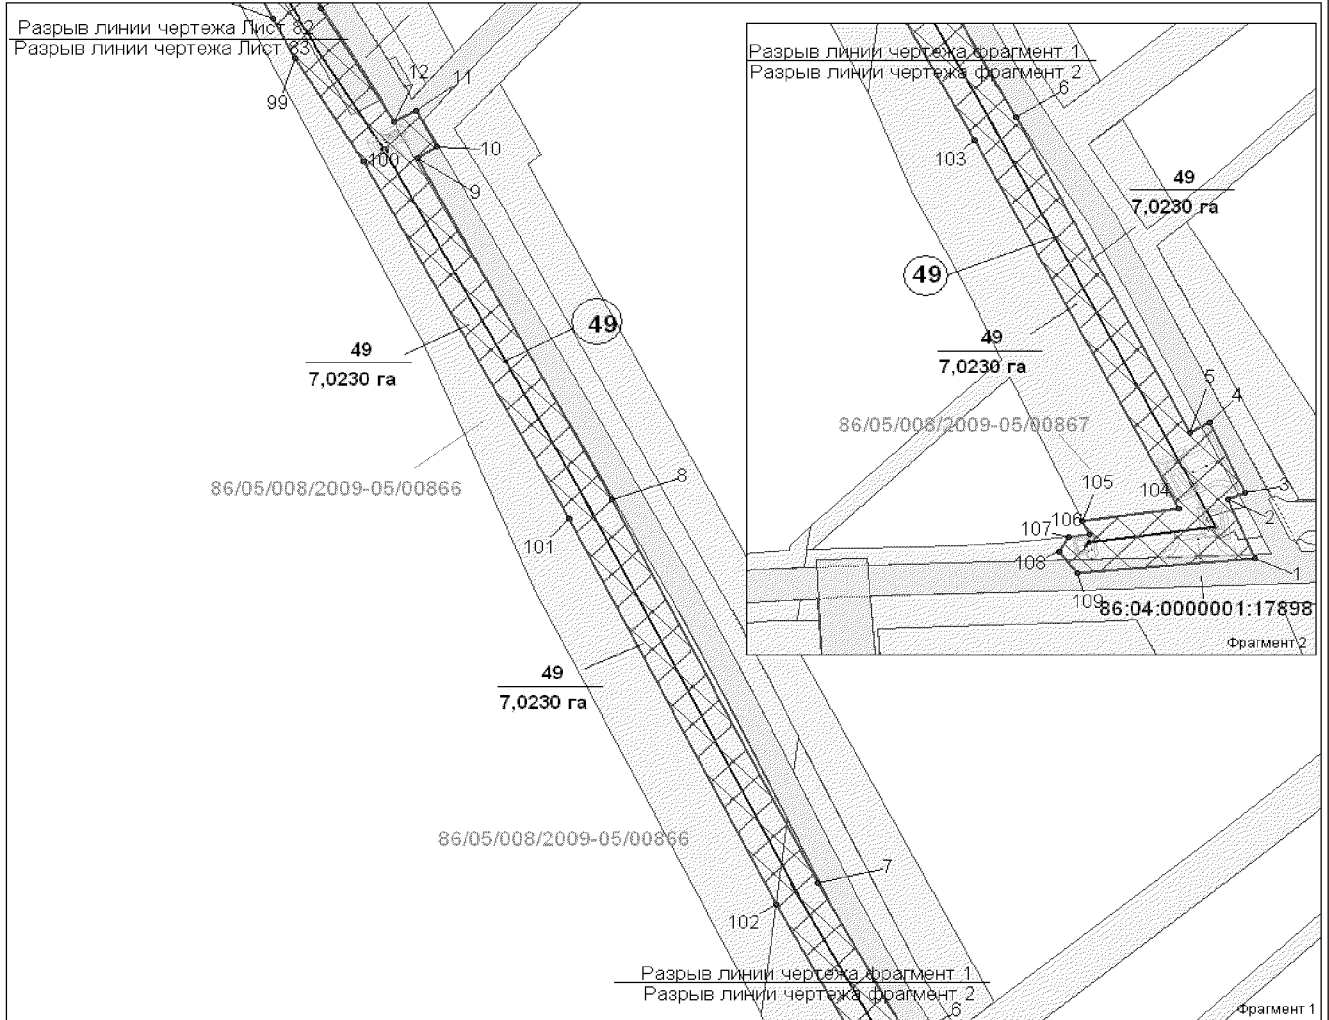 Разрыв линии чертежа Лист 82
Разрыв линии чертежа Лист 83
99
12
11
100
10
9
49
49
7,0230 га
86/05/008/2009-05/00866
8
101
49
7,0230 га
86/05/008/2009-05/00866
7
102
Разрыв линии чертежа фрагмент 1
Разрыв линии чертежа фрагмент 2
6
Фрагмент 1
Разрыв линии чертежа фрагмент 1
Разрыв линии чертежа фрагмент 2
6
103
49
7,0230 га
49
49
7,0230 га
5
4
86/05/008/2009-05/00867
104
3
105
2
106
107
108
1
109
86:04:0000001:17898
Фрагмент 2